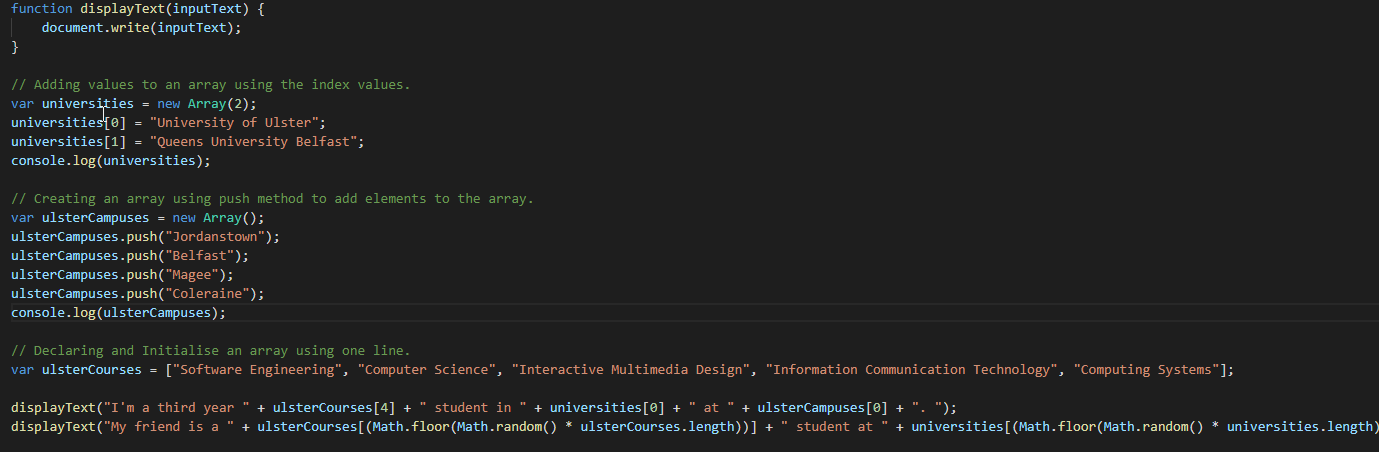 function displayText(inputText) {
    document.write(inputText);
}
// Adding values to an array using the index values.
var universities = new Array(2);
universities[0] = "University of Ulster";
universities[1] = "Queens University Belfast";
console.log(universities);
// Creating an array using push method to add elements to the array.
var ulsterCampuses = new Array();
ulsterCampuses.push("Jordanstown");
ulsterCampuses.push("Belfast");
ulsterCampuses.push("Magee");
ulsterCampuses.push("Coleraine");
console.log(ulsterCampuses);
// Declaring and Initialise an array using one line.
var ulsterCourses = ["Software Engineering", "Computer Science", "Interactive Multimedia Design", "Information Communication Technology", "Computing Systems"];
displayText("I'm a third year " + ulsterCourses[4] + " student in " + universities[0] + " at " + ulsterCampuses[0] + ". ");
displayText("My friend is a " + ulsterCourses[(Math.floor(Math.random() * ulsterCourses.length))] + " student at " + universities[(Math.floor(Math.random() * universities.length)